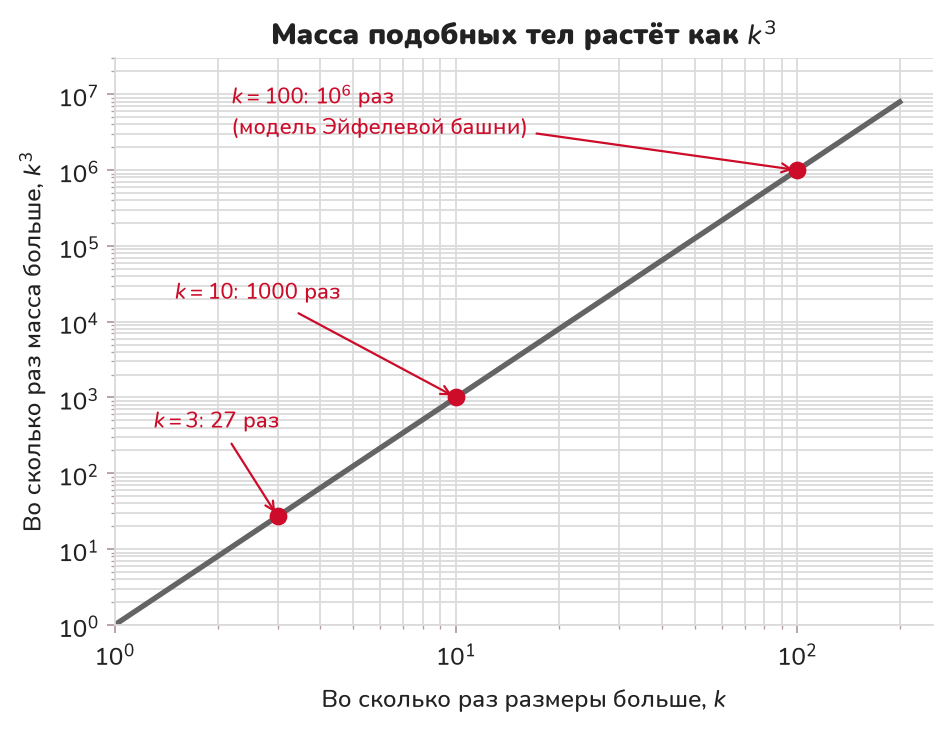 Масса подобных тел растёт как k³
k = 100: 10⁶ раз
(модель Эйфелевой башни)
k = 10: 1000 раз
k = 3: 27 раз
Во сколько раз масса больше, k³
10⁷
10⁶
10⁵
10⁴
10³
10²
10¹
10⁰
10⁰ 10¹ 10²
Во сколько раз размеры больше, k